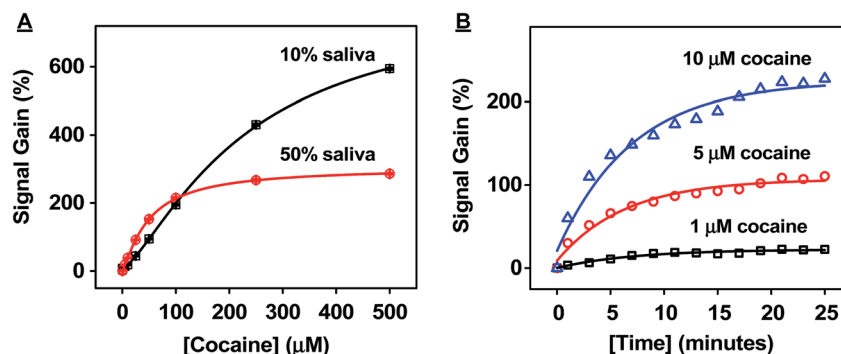 A
Signal Gain (%)
600
400
200
0
10% saliva
50% saliva
0 100 200 300 400 500
[Cocaine] (μM)
B
Signal Gain (%)
200
100
0
10 μM cocaine
5 μM cocaine
1 μM cocaine
0 5 10 15 20 25
[Time] (minutes)